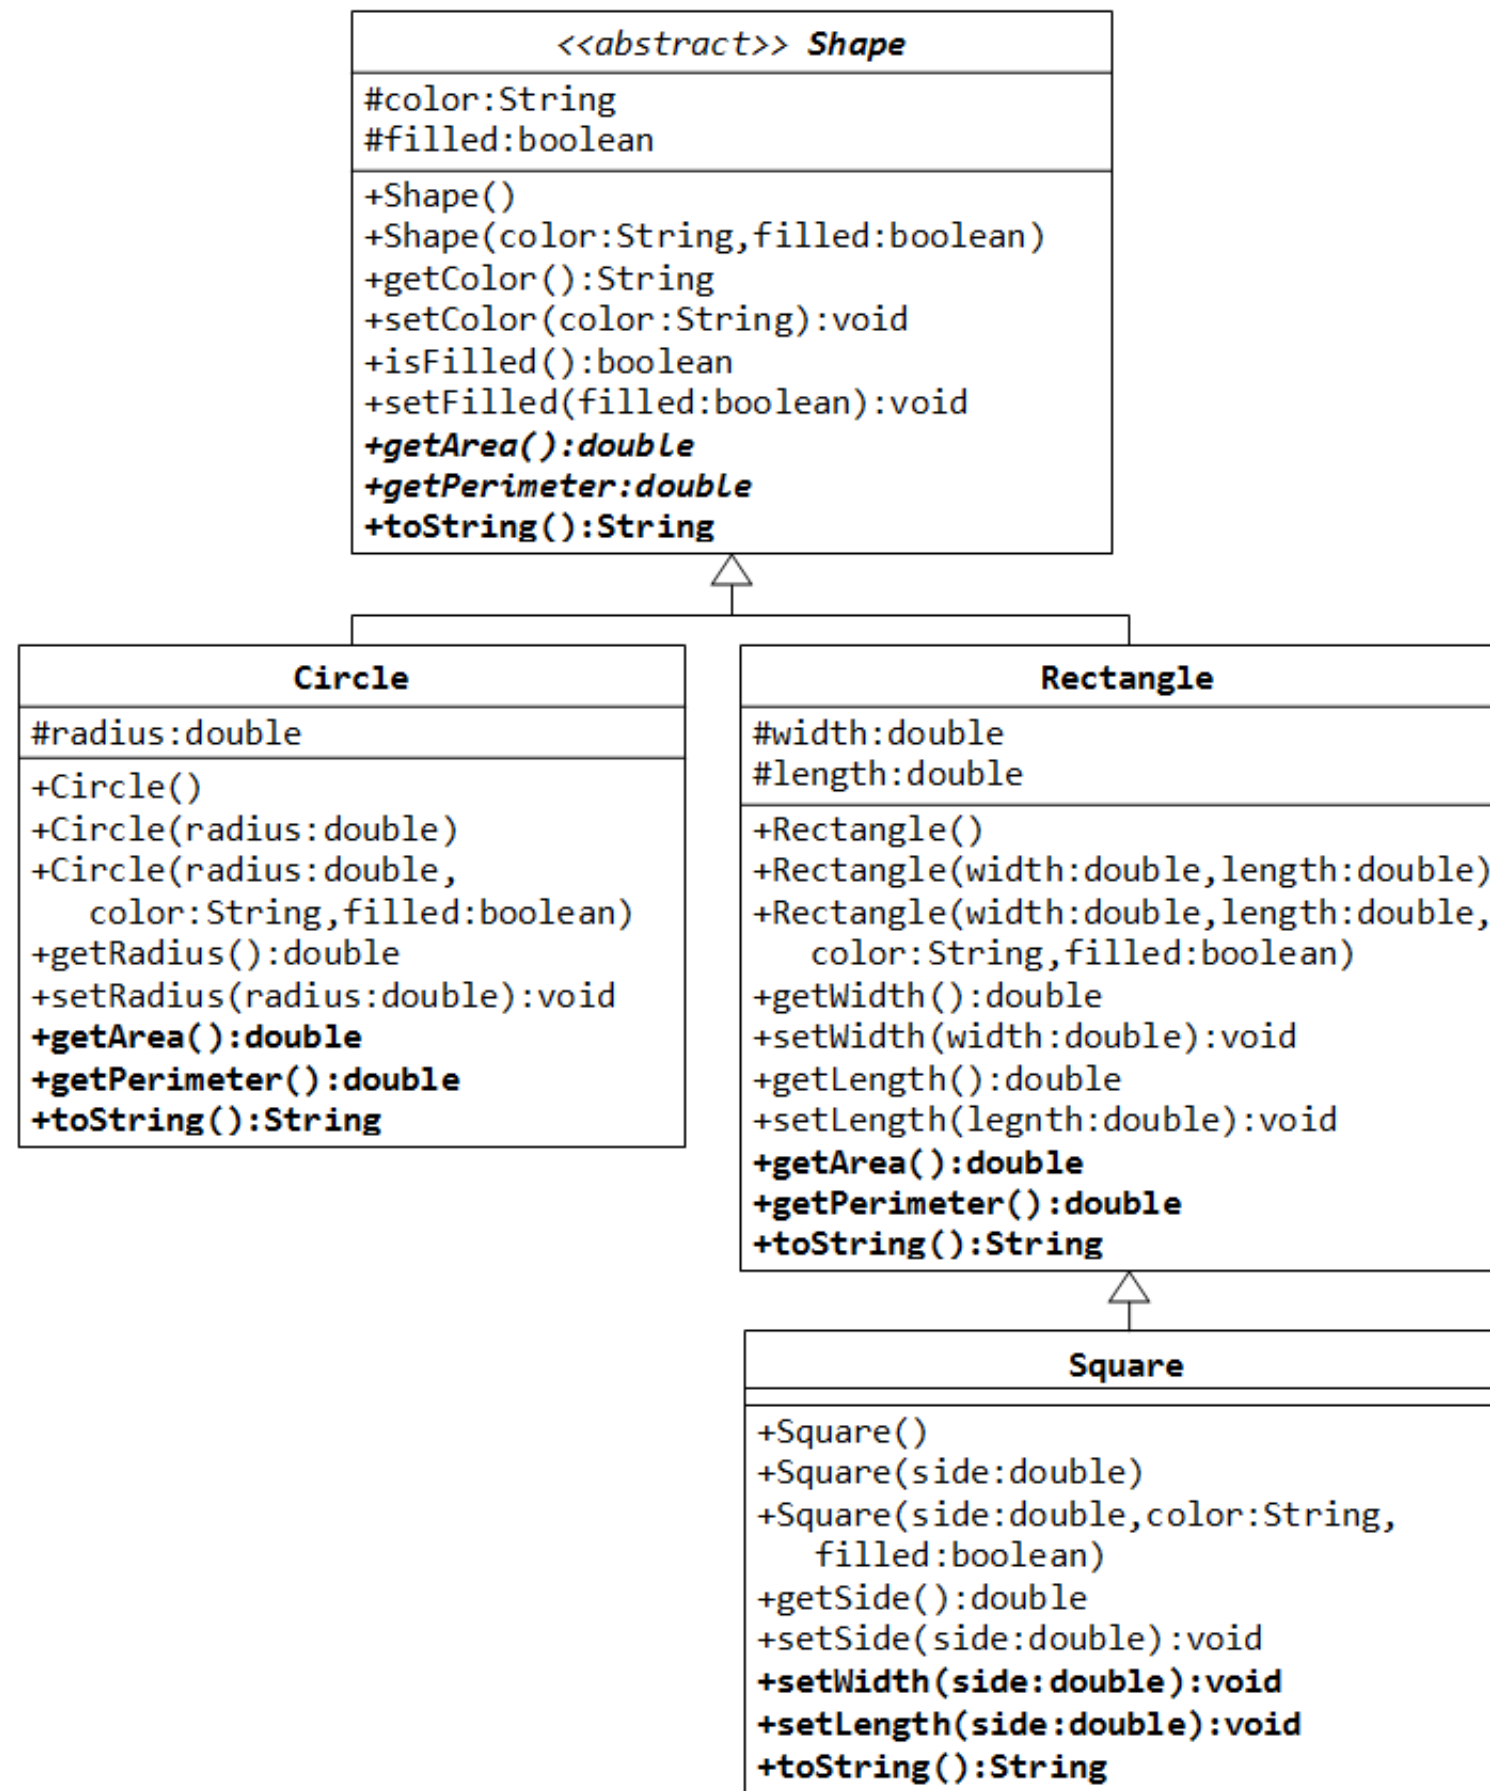 <<abstract>> Shape
#color:String
#filled:boolean
+Shape()
+Shape(color:String,filled:boolean)
+getColor():String
+setColor(color:String):void
+isFilled():boolean
+setFilled(filled:boolean):void
+getArea():double
+getPerimeter:double
+toString():String
Circle
#radius:double
+Circle()
+Circle(radius:double)
+Circle(radius:double,
color:String,filled:boolean)
+getRadius():double
+setRadius(radius:double):void
+getArea():double
+getPerimeter():double
+toString():String
Rectangle
#width:double
#length:double
+Rectangle()
+Rectangle(width:double,length:double)
+Rectangle(width:double,length:double,
color:String,filled:boolean)
+getWidth():double
+setWidth(width:double):void
+getLength():double
+setLength(legnth:double):void
+getArea():double
+getPerimeter():double
+toString():String
Square
+Square()
+Square(side:double)
+Square(side:double,color:String,
filled:boolean)
+getSide():double
+setSide(side:double):void
+setWidth(side:double):void
+setLength(side:double):void
+toString():String